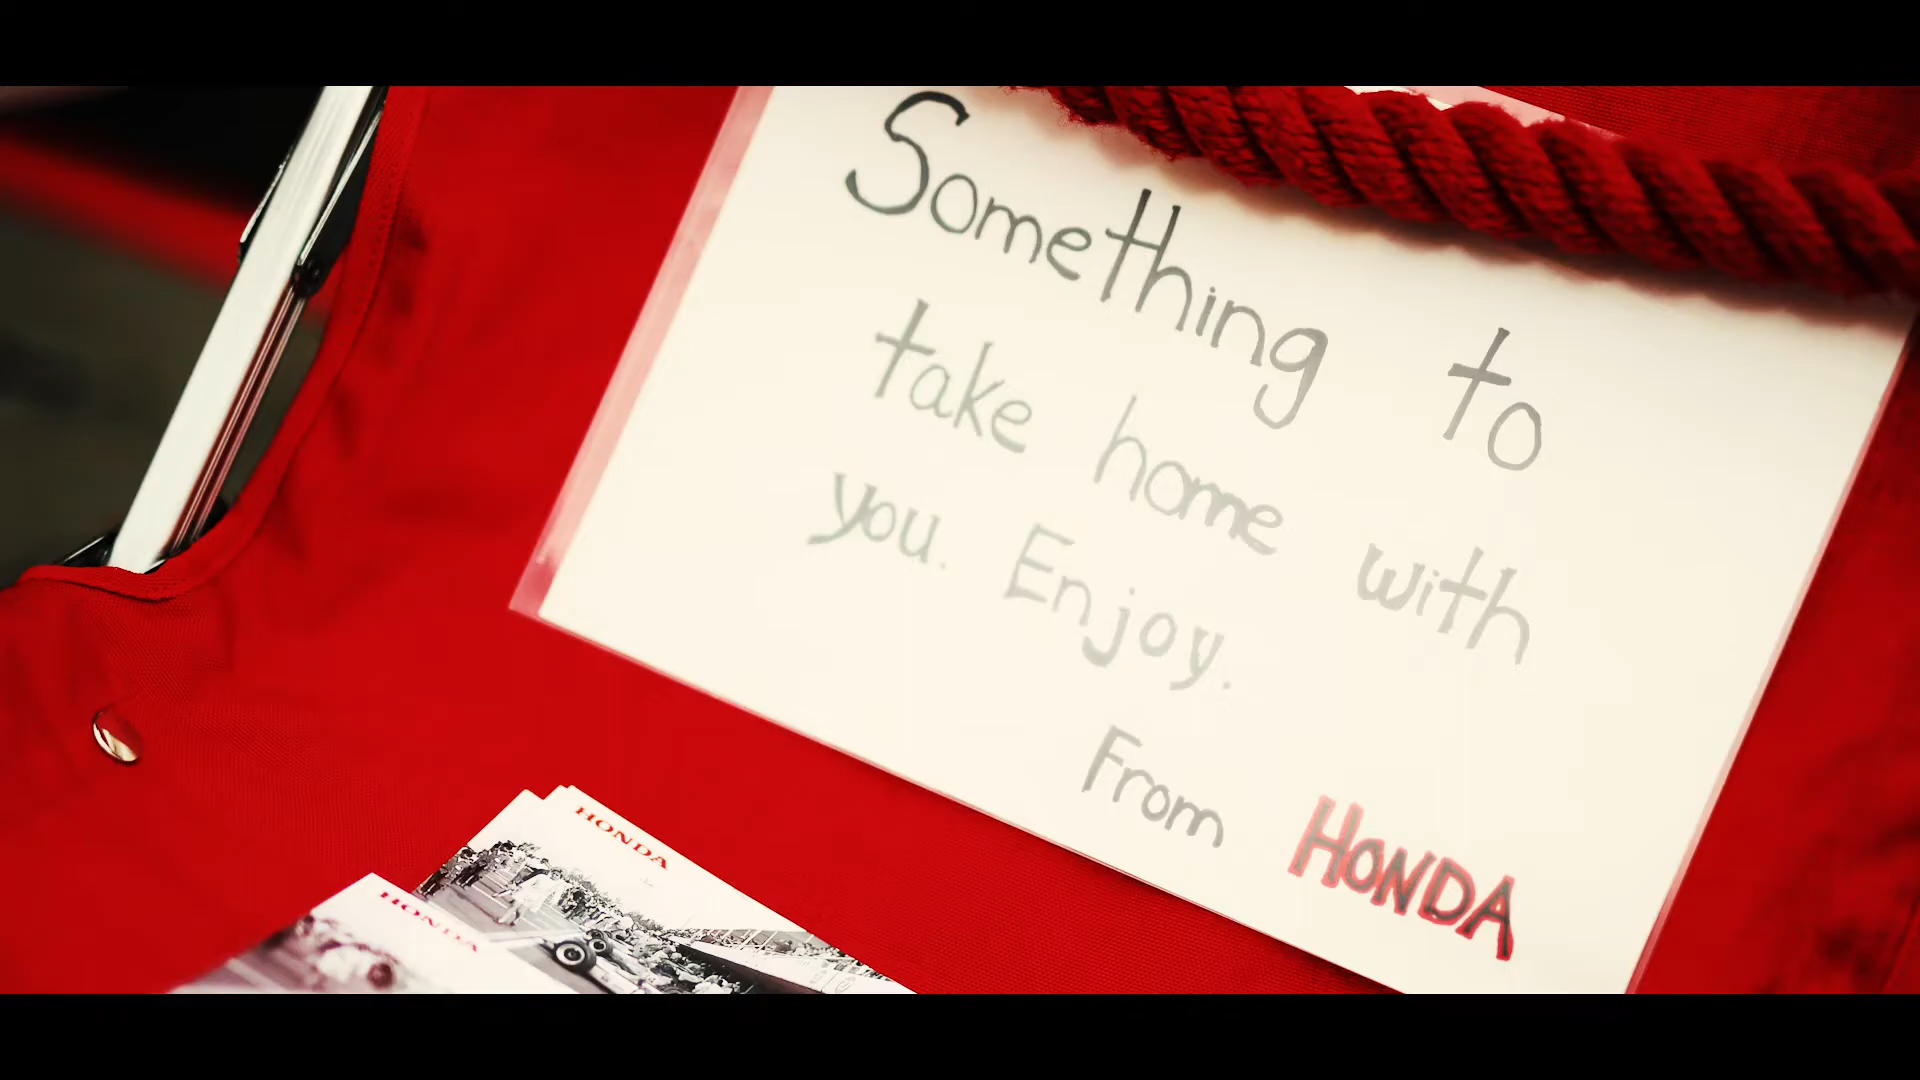 Something to
take home with
you. Enjoy.
From HONDA
HONDA
HONDA